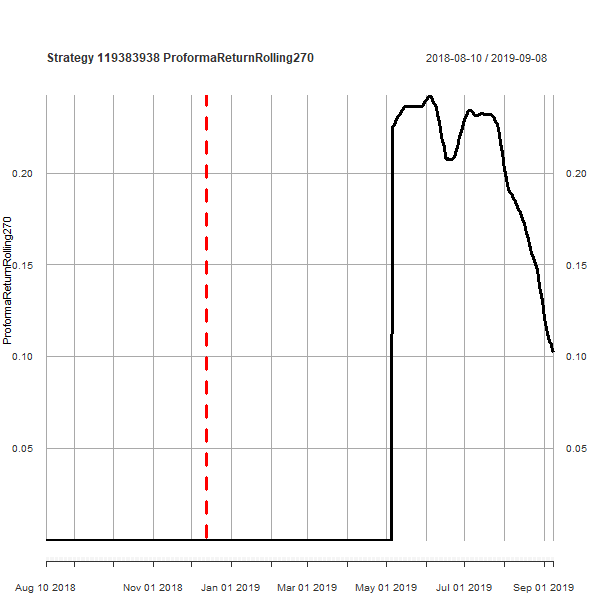 Strategy 119383938 ProformaReturnRolling270
2018-08-10 / 2019-09-08
ProformaReturnRolling270
0.20 0.20
0.15 0.15
0.10 0.10
0.05 0.05
Aug 10 2018 Nov 01 2018 Jan 01 2019 Mar 01 2019 May 01 2019 Jul 01 2019 Sep 01 2019